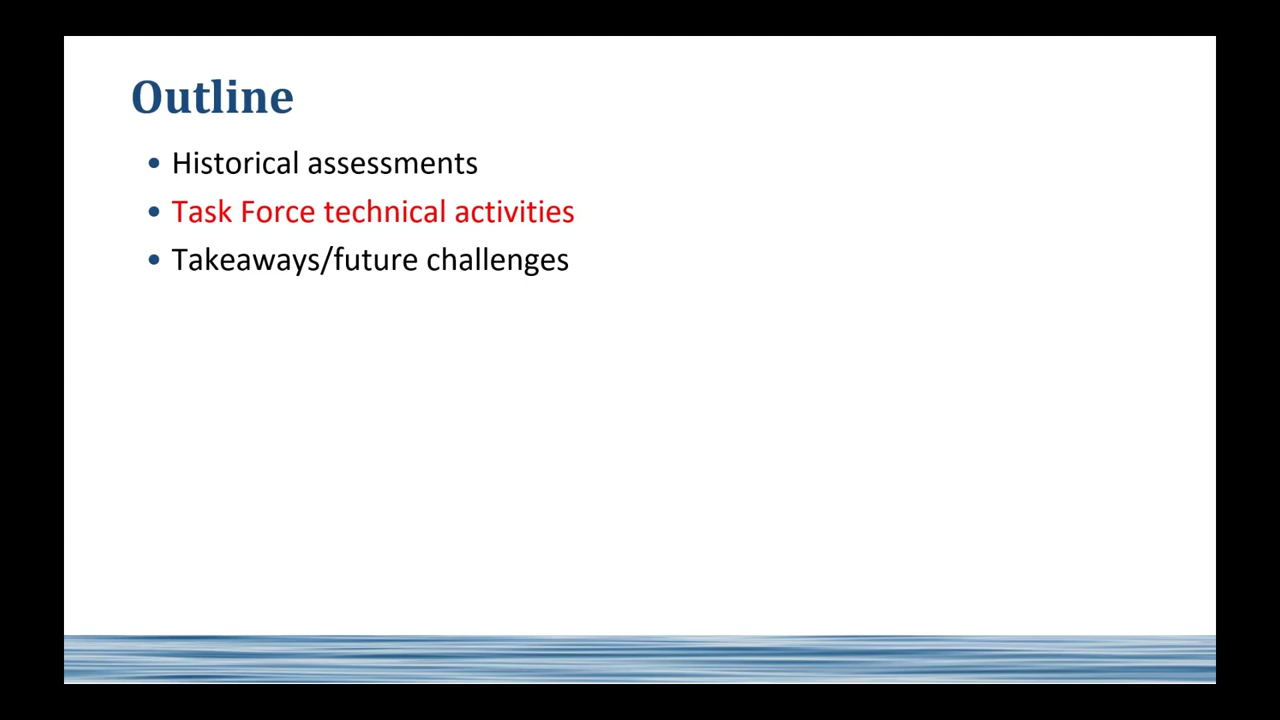 Outline
• Historical assessments
• Task Force technical activities
• Takeaways/future challenges